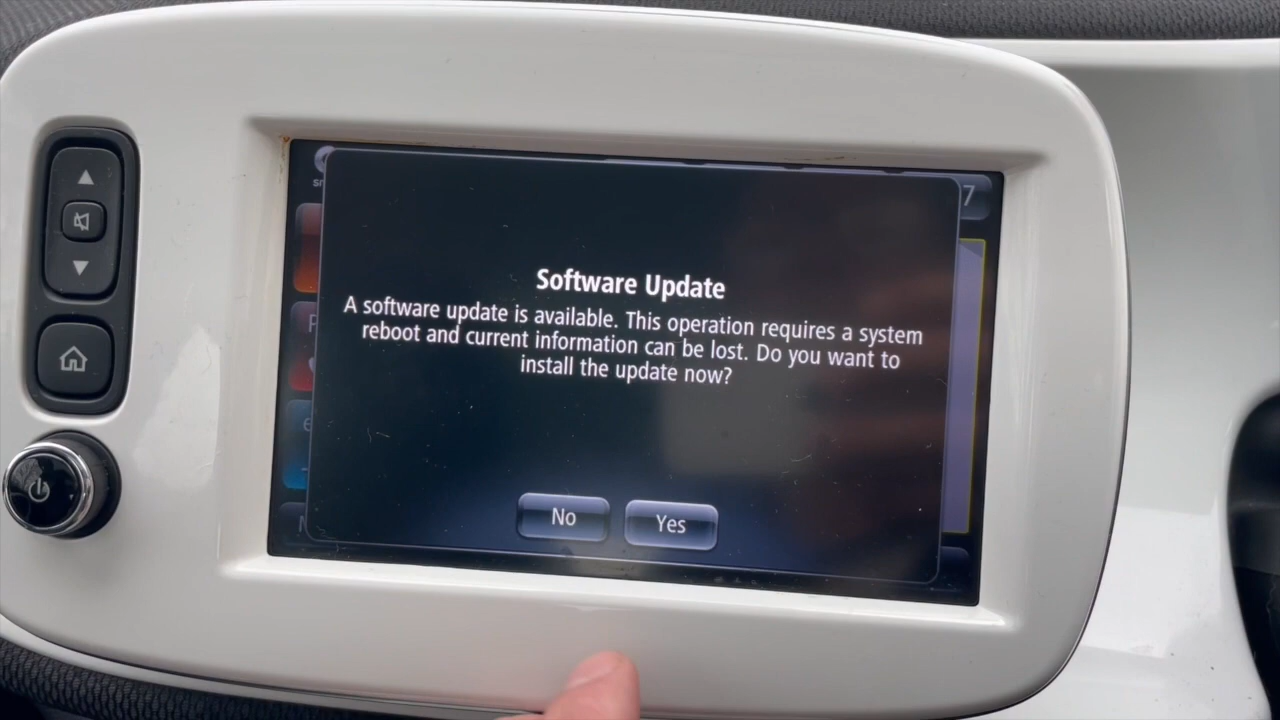 Software Update
A software update is available. This operation requires a system
reboot and current information can be lost. Do you want to
install the update now?
No
Yes
7